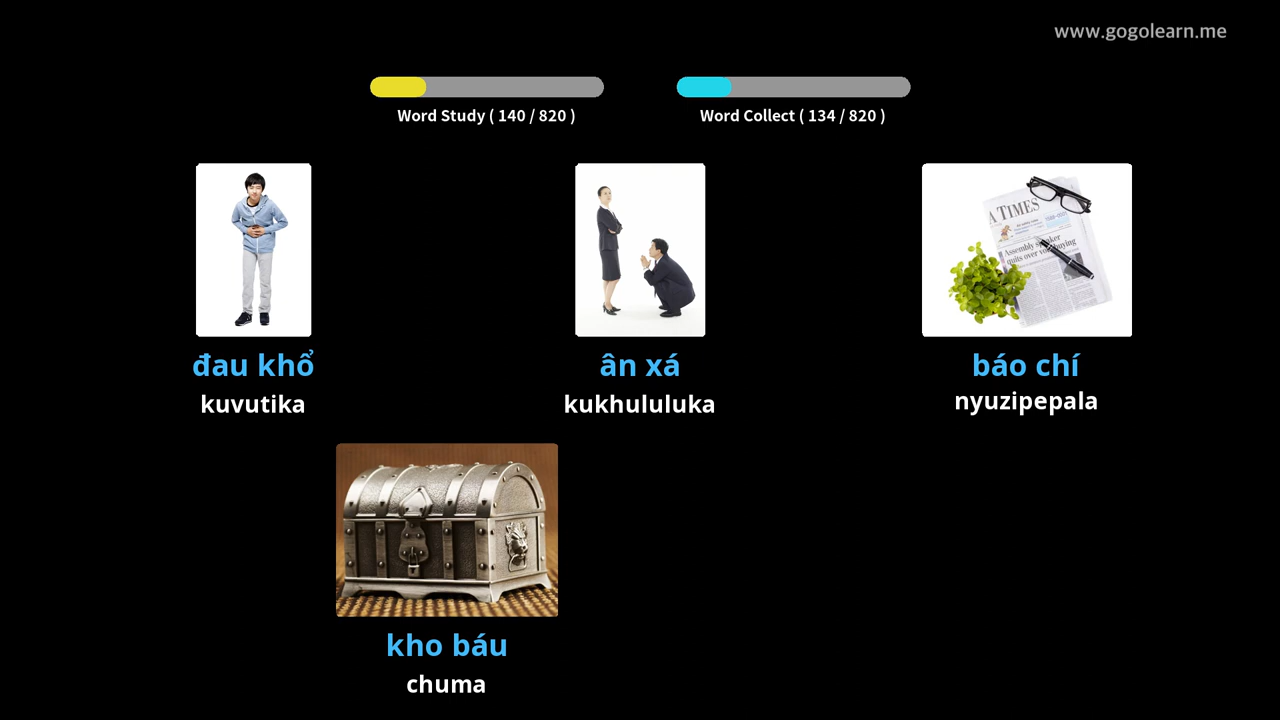 www.gogolearn.me
Word Study ( 140 / 820 )
Word Collect ( 134 / 820 )
A TIMES
đau khổ
kuvutika
ân xá
kukhululuka
báo chí
nyuzipepala
kho báu
chuma